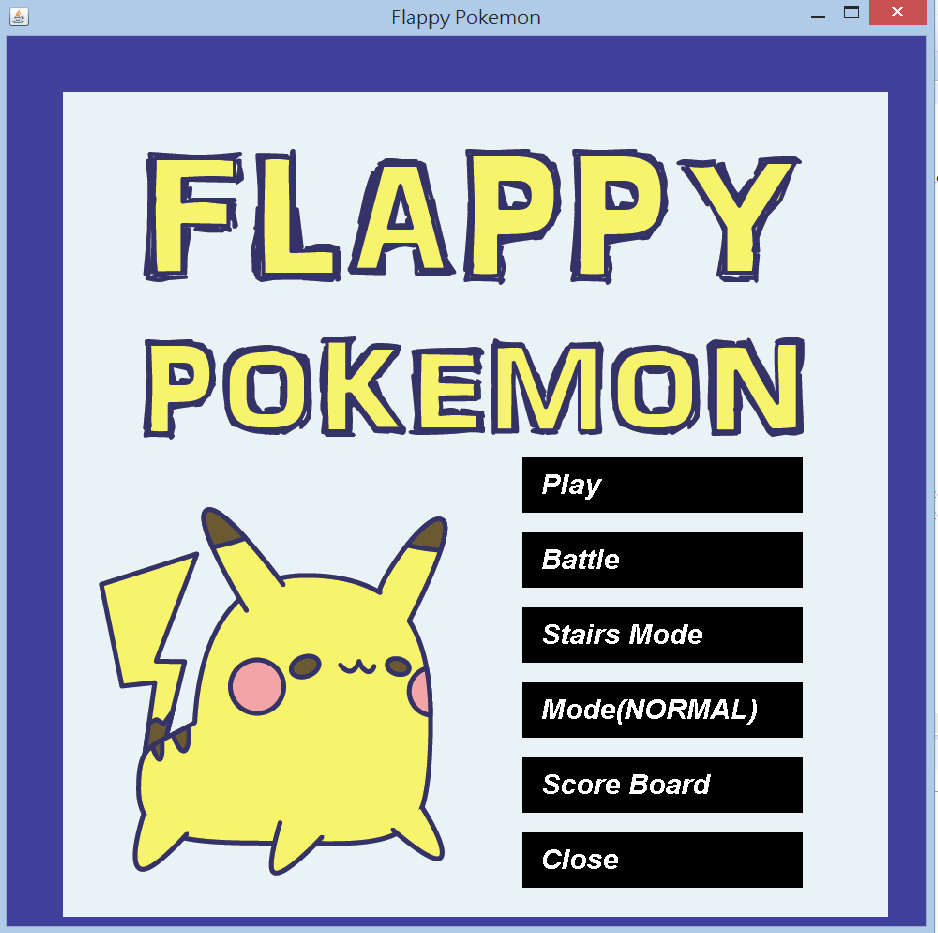 Flappy Pokemon
FLAPPY
POKEMON
Play
Battle
Stairs Mode
Mode(NORMAL)
Score Board
Close